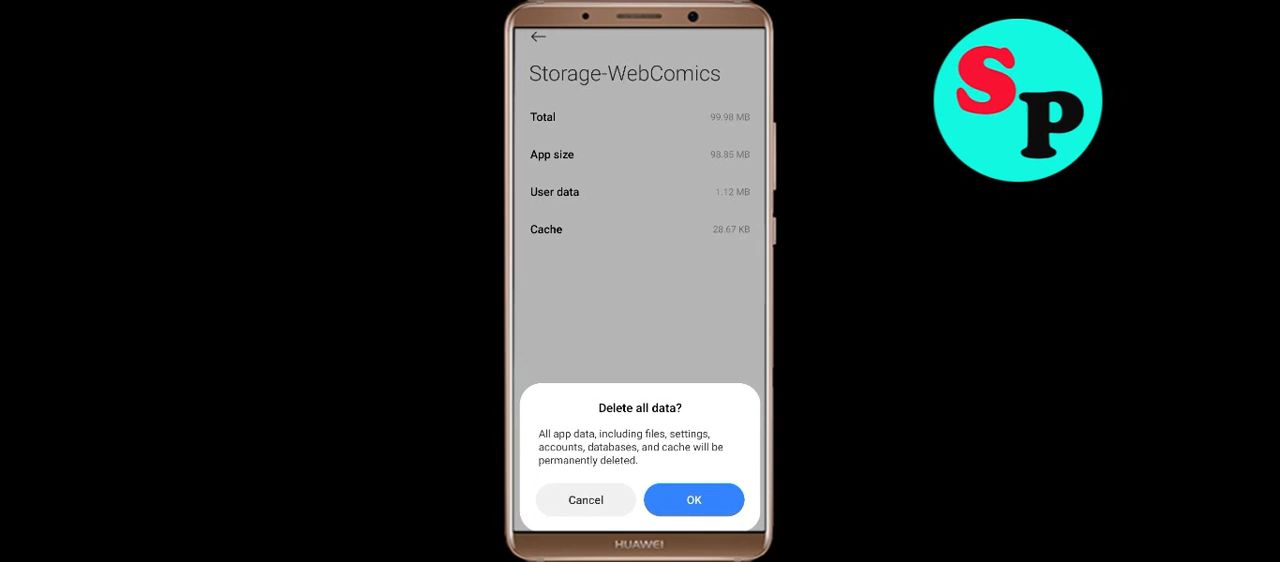 Storage-WebComics
Total 99.98 MB
App size 98.85 MB
User data 1.12 MB
Cache 28.67 KB
Delete all data?
All app data, including files, settings,
accounts, databases, and cache will be
permanently deleted.
Cancel OK
HUAWEI
SP